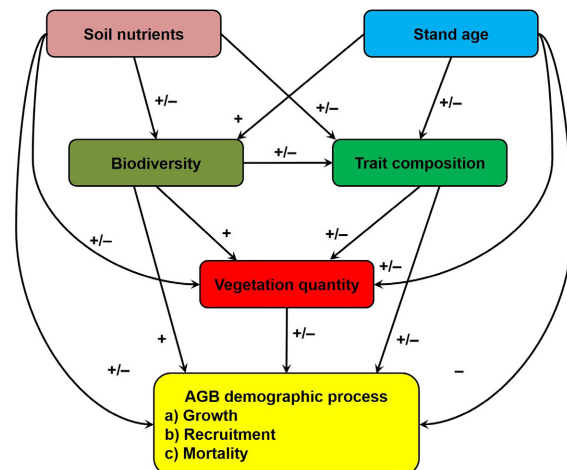 Soil nutrients
Stand age
+/–
+
+/–
+/–
Biodiversity
+/–
Trait composition
+/–
+
+/–
+/–
Vegetation quantity
+/–
+
+/–
+/–
+/–
–
AGB demographic process
a) Growth
b) Recruitment
c) Mortality